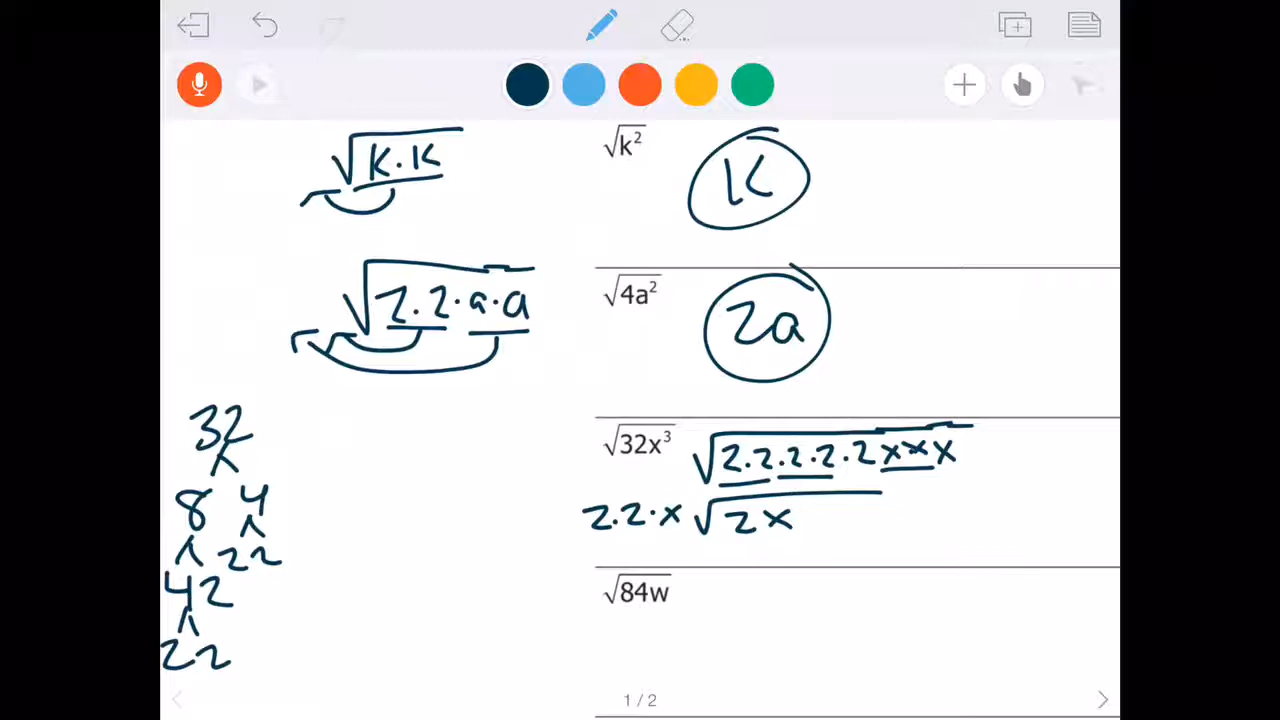 √k²
√K·K
K
√4a²
√2·2·a·a
2a
√32x³
√2·2·2·2·2xxx
2·2·x√2x
32
8 4
4 2 2 2
2 2
√84w
1 / 2